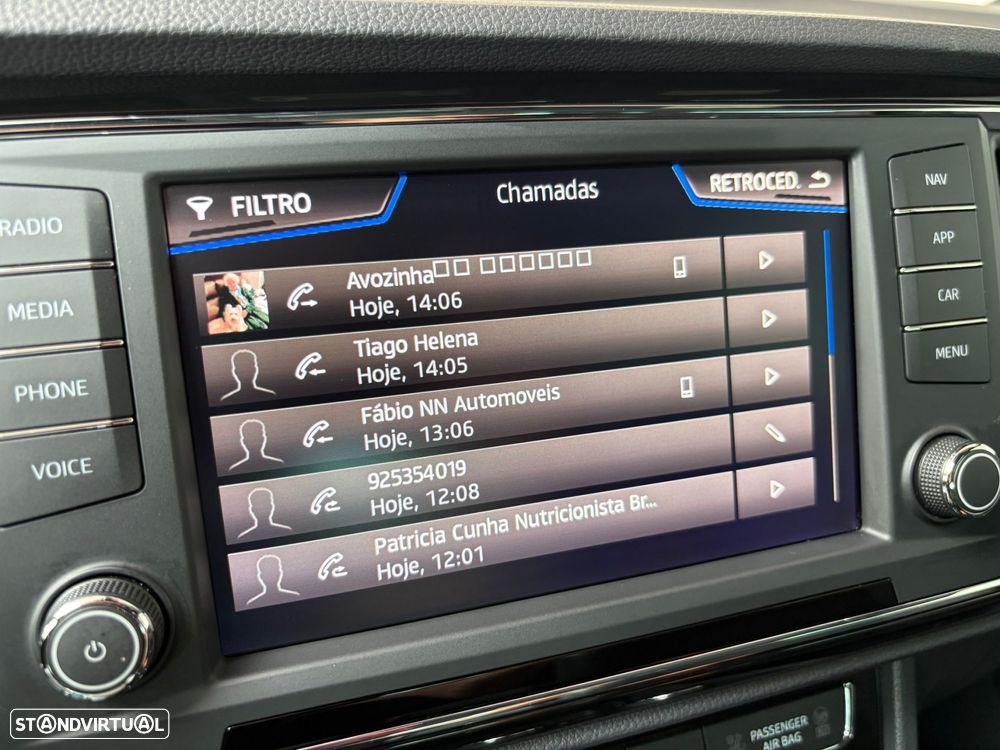 FILTRO
Chamadas
RETROCED.
RADIO
MEDIA
PHONE
VOICE
NAV
APP
CAR
MENU
Avozinha□□ □□□□□□
Hoje, 14:06
Tiago Helena
Hoje, 14:05
Fábio NN Automoveis
Hoje, 13:06
925354019
Hoje, 12:08
Patricia Cunha Nutricionista Br...
Hoje, 12:01
PASSENGER
AIR BAG
STANDVIRTUAL